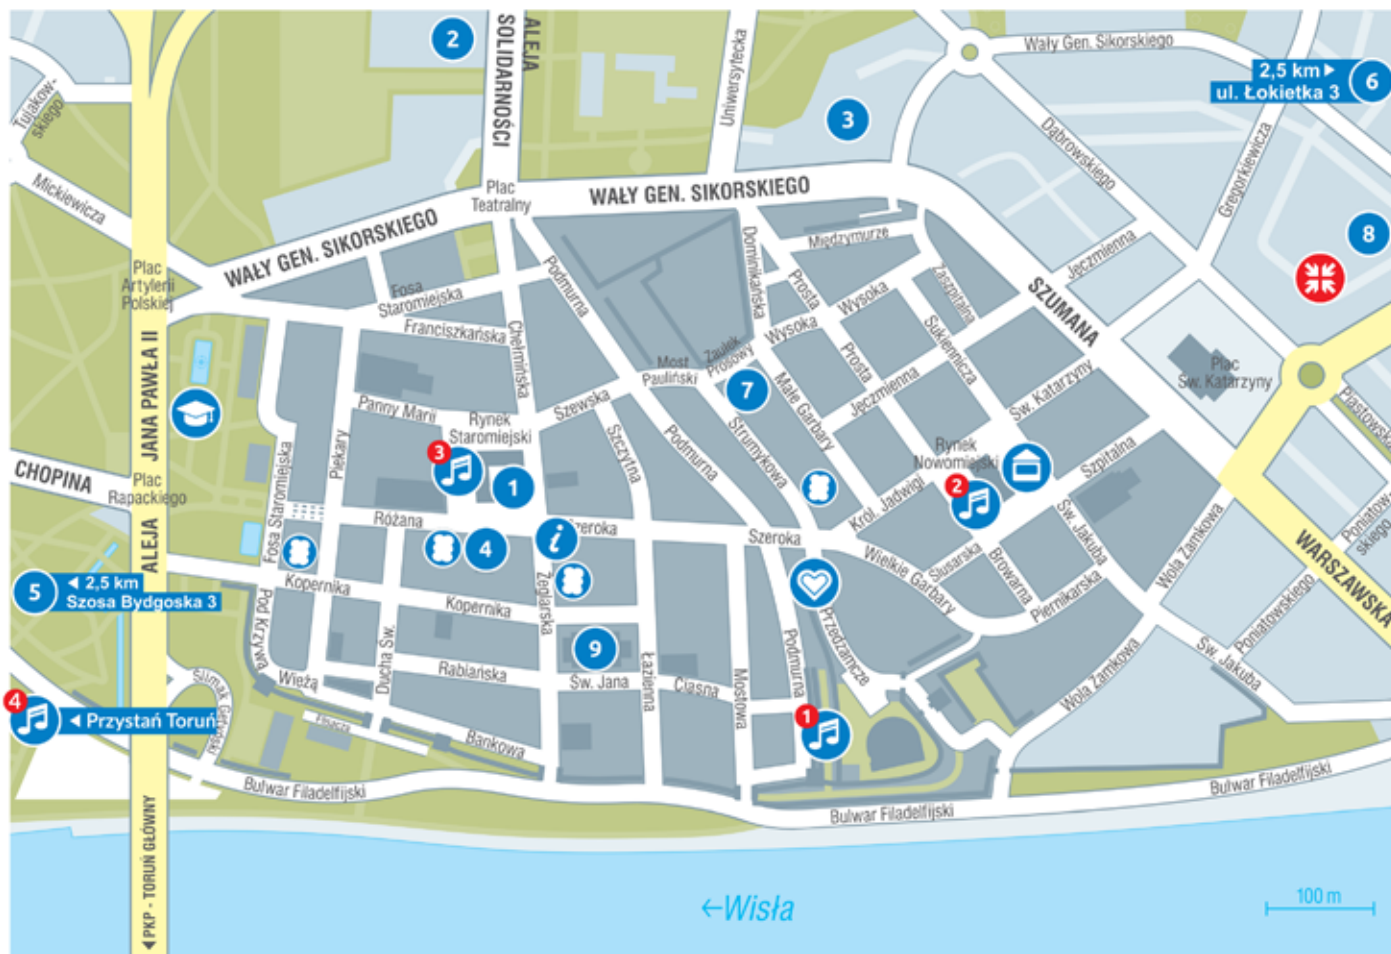 ALEJA
SOLIDARNOŚCI
2
Uniwersytecka
Wały Gen. Sikorskiego
2,5 km
ul. Łokietka 3
6
Tujakow-
skiego
3
Dąbrowskiego
Gregorkiewicza
Mickiewicza
Plac
Teatralny
WAŁY GEN. SIKORSKIEGO
WAŁY GEN. SIKORSKIEGO
Międzymurze
Jęczmienna
8
Plac
Artylerii
Polskiej
Fosa
Staromiejska
Podmurna
Dominikańska
Prosta
Wysoka
Zaszpitalna
SZUMANA
Franciszkańska
Chełmińska
Wysoka
Sukiennicza
Prosta
Zaułek
Prosowy
Most
Pauliński
Plac
Św. Katarzyny
ALEJA JANA PAWŁA II
7
Małe Garbary
Jęczmienna
Św. Katarzyny
Panny Marii
Rynek
Staromiejski
Szewska
Strumykowa
Piastowska
Piekary
Szczytna
Podmurna
Rynek
Nowomiejski
Szpitalna
CHOPINA
Plac
Rapackiego
Fosa Staromiejska
3
1
2
Król. Jadwigi
Św. Jakuba
Wola Zamkowa
Poniatow-
skiego
WARSZAWSKA
Różana
4
i
Szeroka
Szeroka
Wielkie Garbary
Ślusarska
Browarna
Piernikarska
5
2,5 km
Szosa Bydgoska 3
Kopernika
Kopernika
Żeglarska
Przedzamcze
Poniatowskiego
Pod Krzywą
Wieżą
Ducha Św.
Rabiańska
9
Św. Jana
Łazienna
Ciasna
Mostowa
Podmurna
Wola Zamkowa
Św. Jakuba
4
Przystań Toruń
Bankowa
1
Bulwar Filadelfijski
Bulwar Filadelfijski
Bulwar Filadelfijski
PKP - TORUŃ GŁÓWNY
←Wisła
100 m